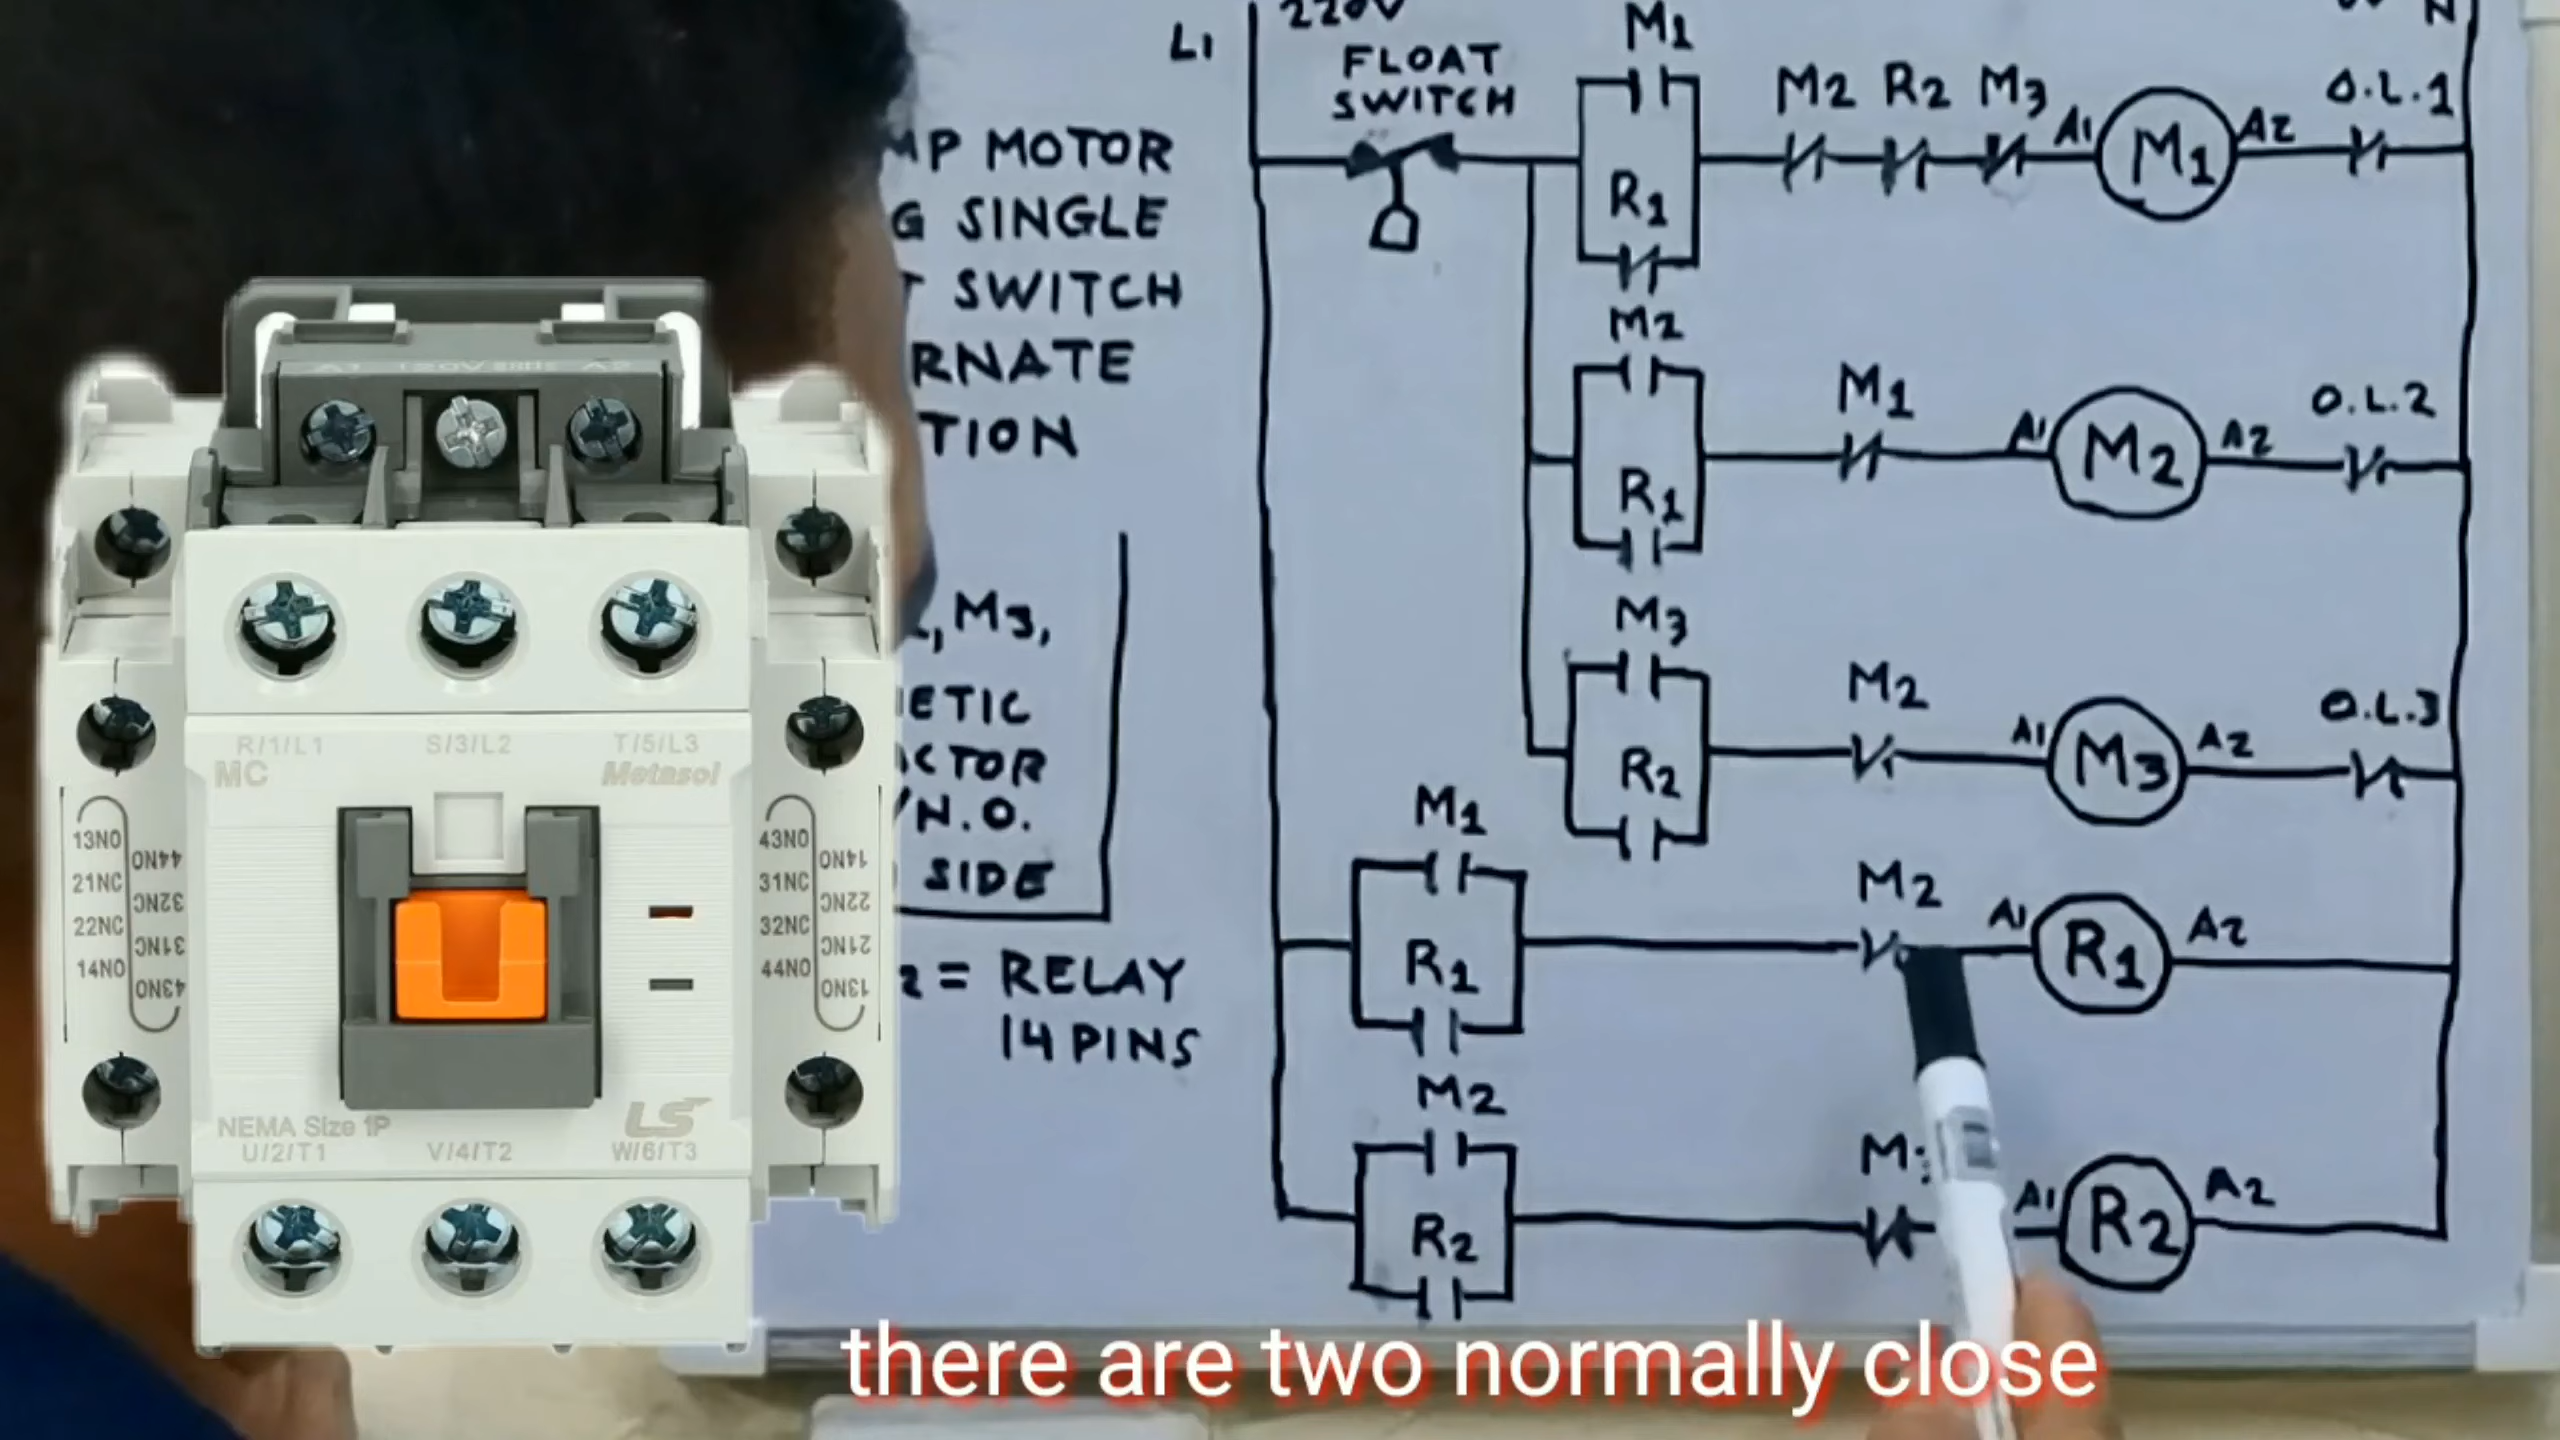 L1
220V
N
FLOAT
SWITCH
M1
R1
M2 R2 M3
A1
M1
A2
O.L.1
MP MOTOR
G SINGLE
T SWITCH
RNATE
TION
M2
R1
M1
A1
M2
A2
O.L.2
M3
R2
M2
A1
M3
A2
O.L.3
, M3,
ETIC
CTOR
/N.O.
SIDE
2 = RELAY
14 PINS
M1
R1
M2
A1
R1
A2
M2
R2
M
A1
R2
A2
A1 120V A2
R/1/L1 S/3/L2 T/5/L3
MC Metasol
13NO 44NO
21NC 32NC
22NC 31NC
14NO 43NO
43NO 14NO
31NC 22NC
32NC 21NC
44NO 13NO
NEMA Size 1P LS
U/2/T1 V/4/T2 W/6/T3
there are two normally close